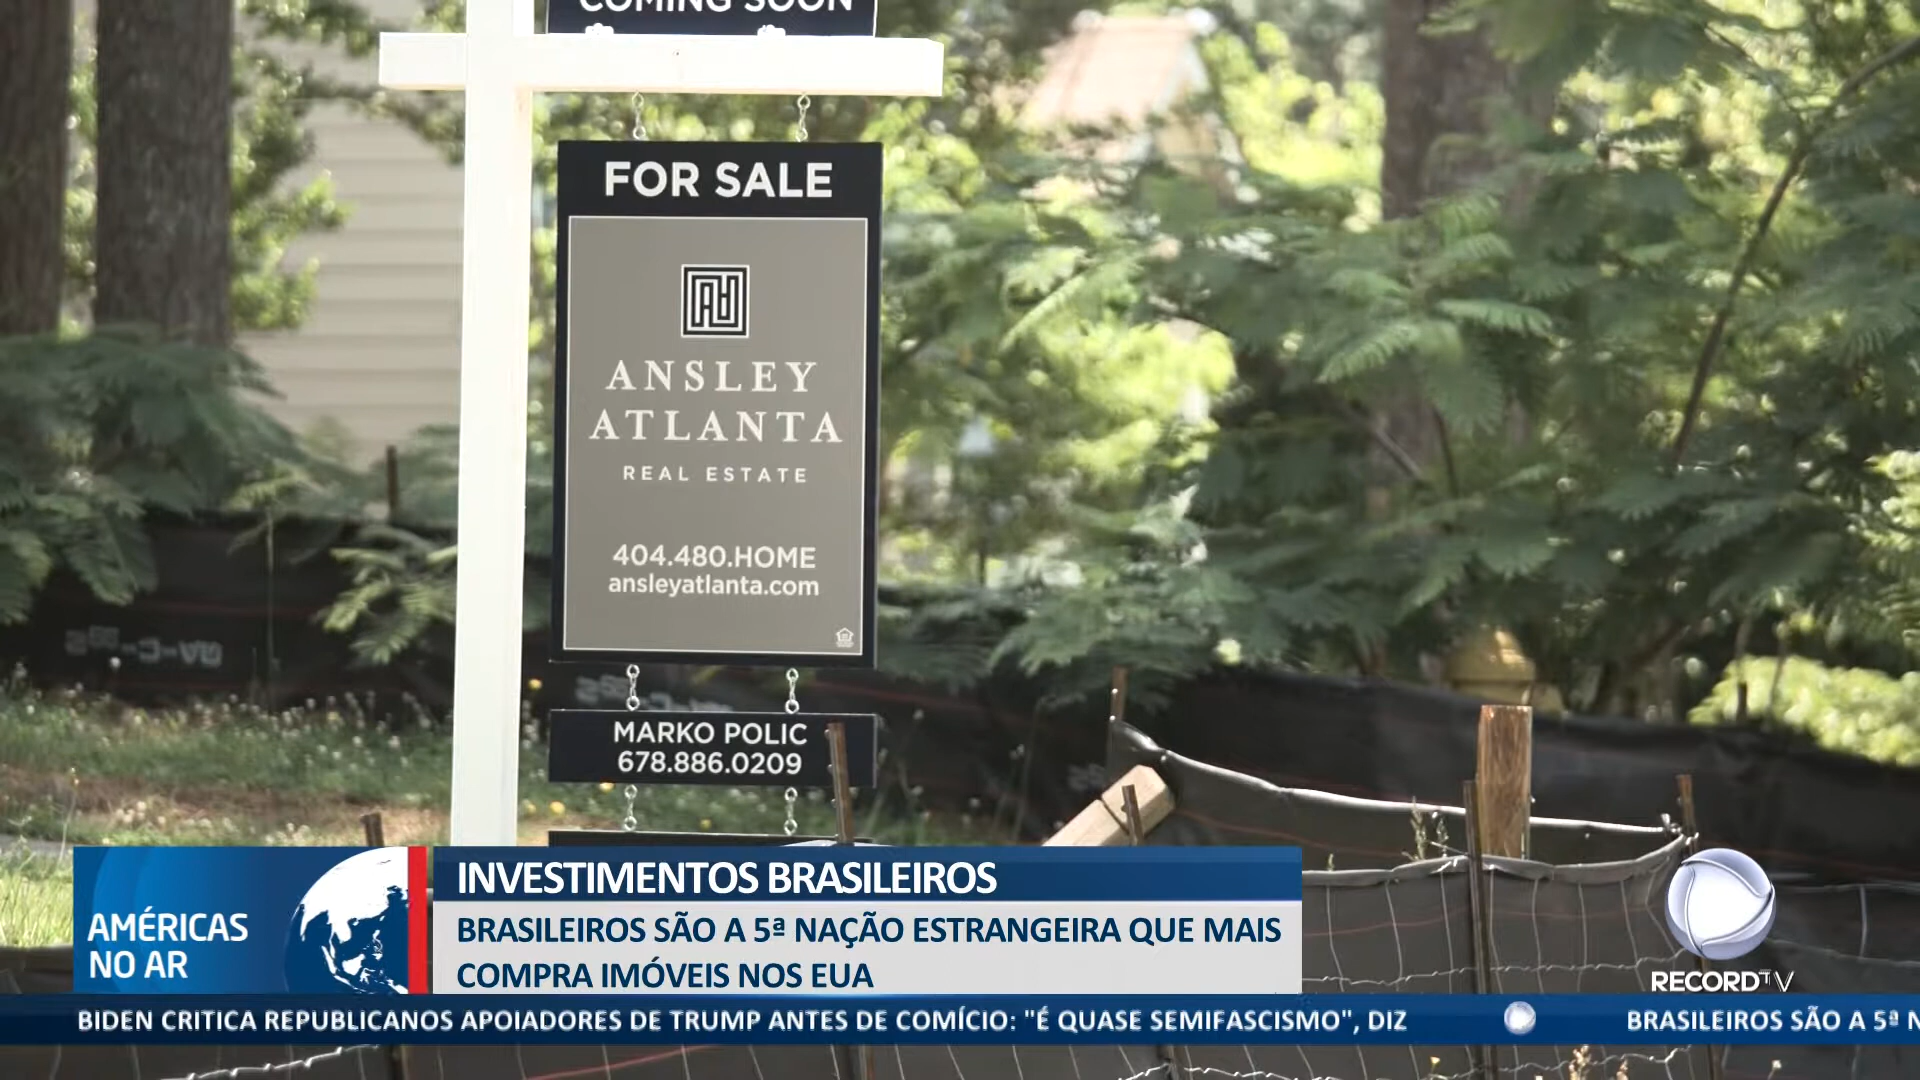 COMING SOON
FOR SALE
ANSLEY
ATLANTA
REAL ESTATE
404.480.HOME
ansleyatlanta.com
MARKO POLIC
678.886.0209
AMÉRICAS
NO AR
INVESTIMENTOS BRASILEIROS
BRASILEIROS SÃO A 5ª NAÇÃO ESTRANGEIRA QUE MAIS
COMPRA IMÓVEIS NOS EUA
RECORD TV
BIDEN CRITICA REPUBLICANOS APOIADORES DE TRUMP ANTES DE COMÍCIO: "É QUASE SEMIFASCISMO", DIZ
BRASILEIROS SÃO A 5ª N